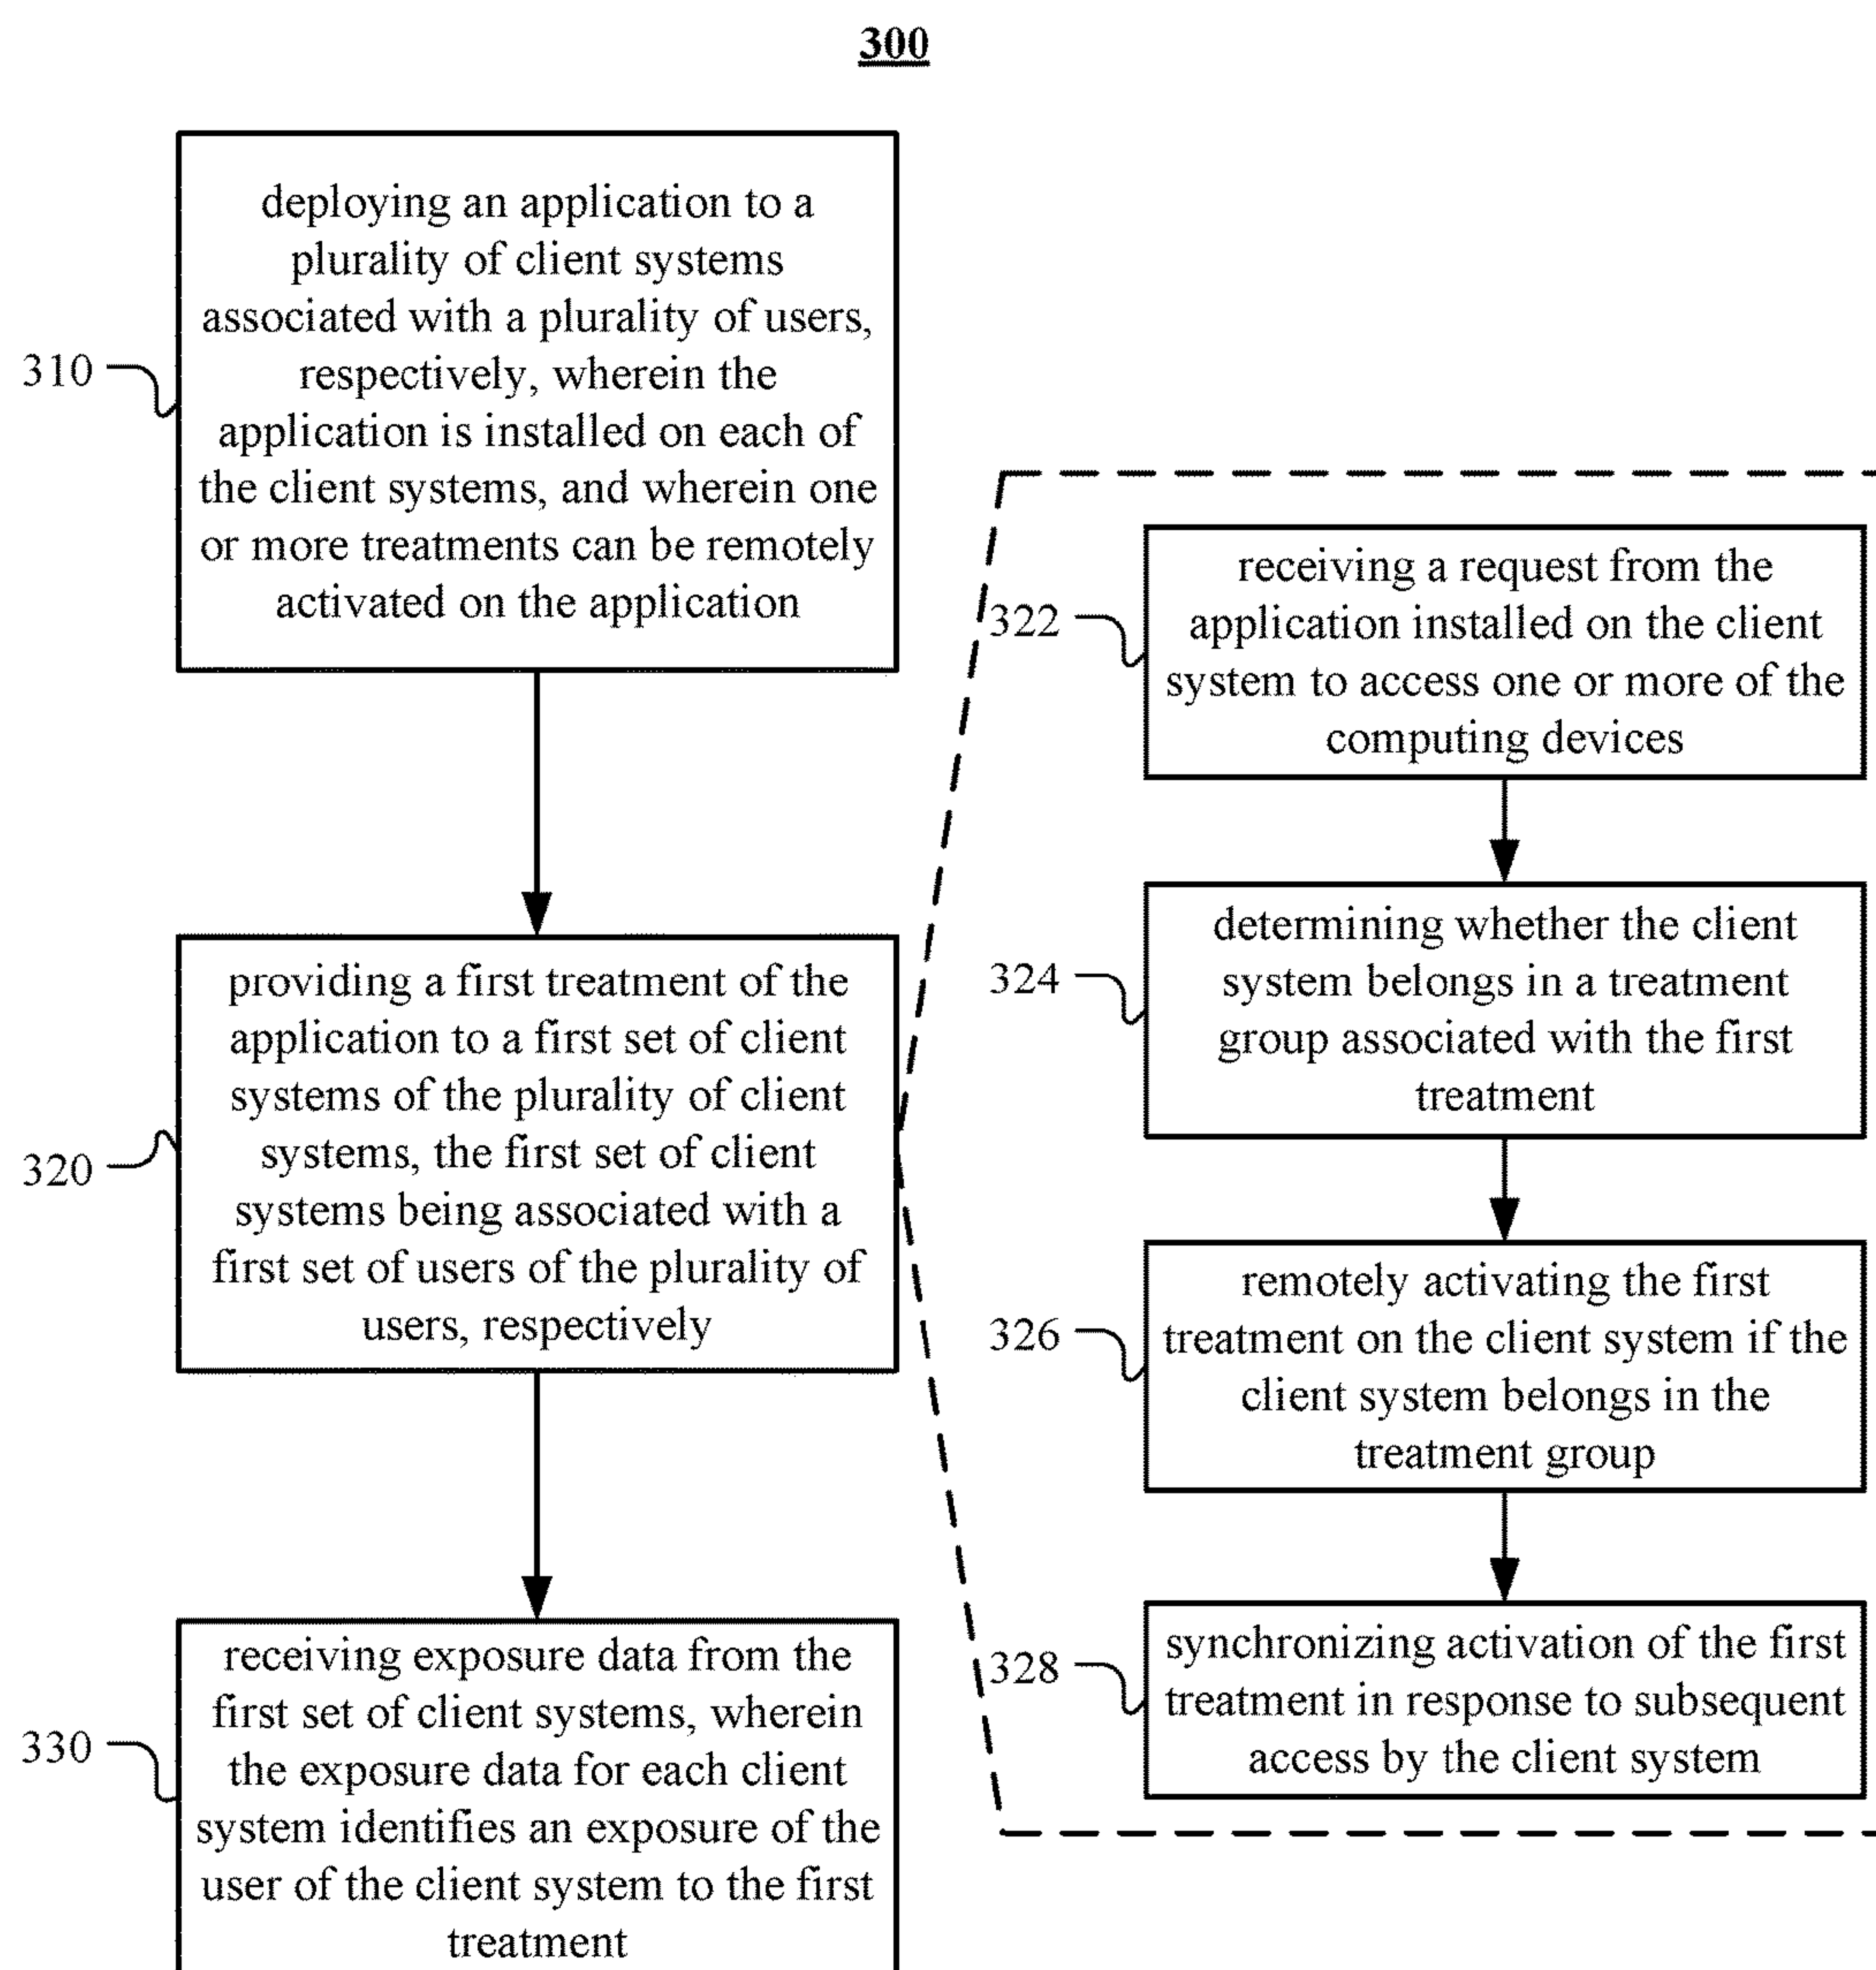 300
310
deploying an application to a
plurality of client systems
associated with a plurality of users,
respectively, wherein the
application is installed on each of
the client systems, and wherein one
or more treatments can be remotely
activated on the application
320
providing a first treatment of the
application to a first set of client
systems of the plurality of client
systems, the first set of client
systems being associated with a
first set of users of the plurality of
users, respectively
330
receiving exposure data from the
first set of client systems, wherein
the exposure data for each client
system identifies an exposure of the
user of the client system to the first
treatment
322
receiving a request from the
application installed on the client
system to access one or more of the
computing devices
324
determining whether the client
system belongs in a treatment
group associated with the first
treatment
326
remotely activating the first
treatment on the client system if the
client system belongs in the
treatment group
328
synchronizing activation of the first
treatment in response to subsequent
access by the client system